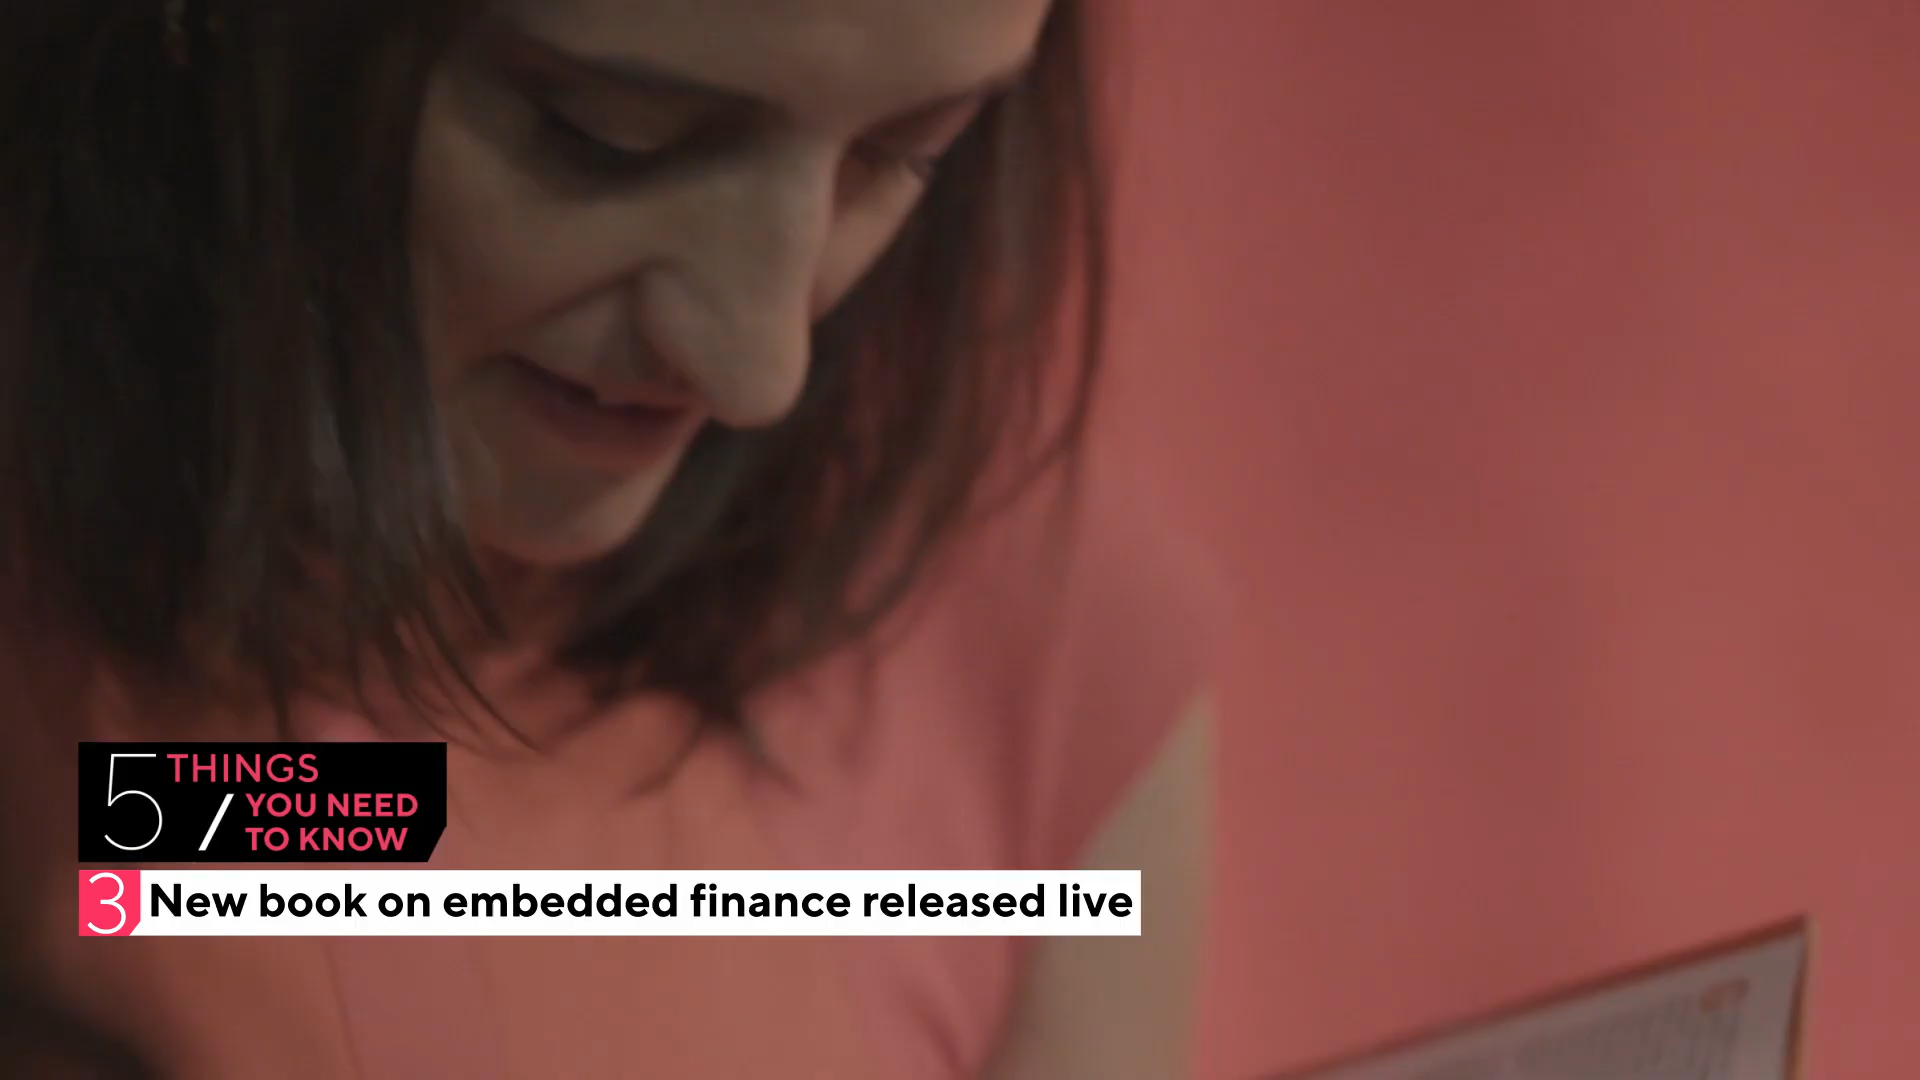 5 THINGS
/ YOU NEED
TO KNOW
3 New book on embedded finance released live